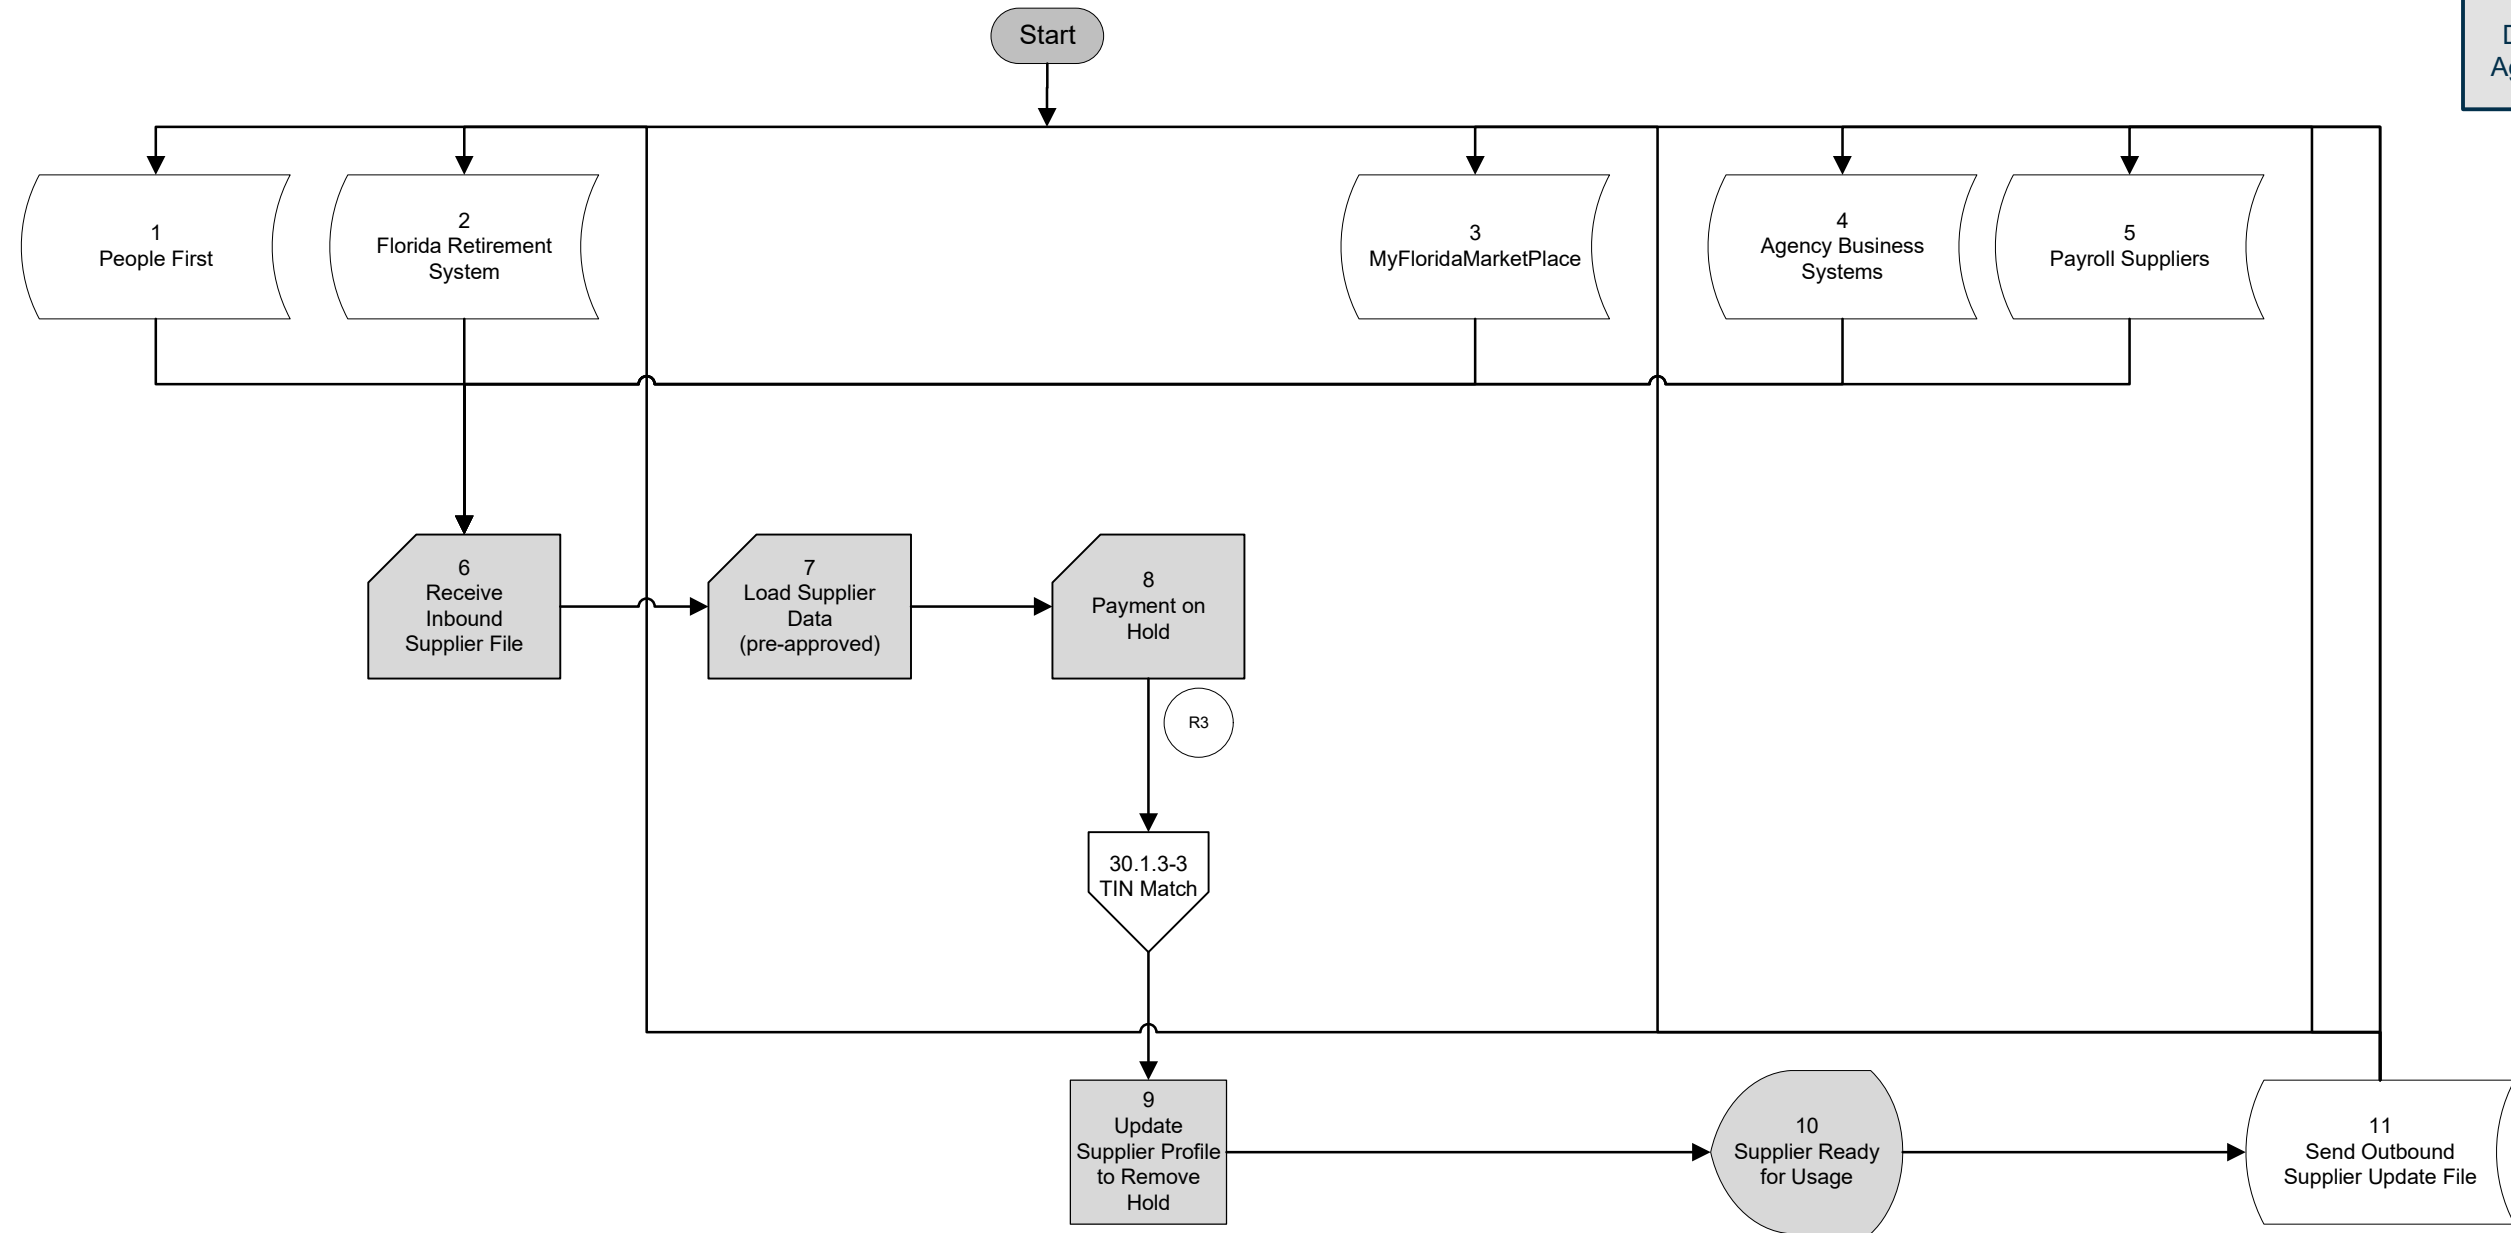 Start
1
People First
2
Florida Retirement
System
3
MyFloridaMarketPlace
4
Agency Business
Systems
5
Payroll Suppliers
6
Receive
Inbound
Supplier File
7
Load Supplier
Data
(pre-approved)
8
Payment on
Hold
R3
30.1.3-3
TIN Match
9
Update
Supplier Profile
to Remove
Hold
10
Supplier Ready
for Usage
11
Send Outbound
Supplier Update File